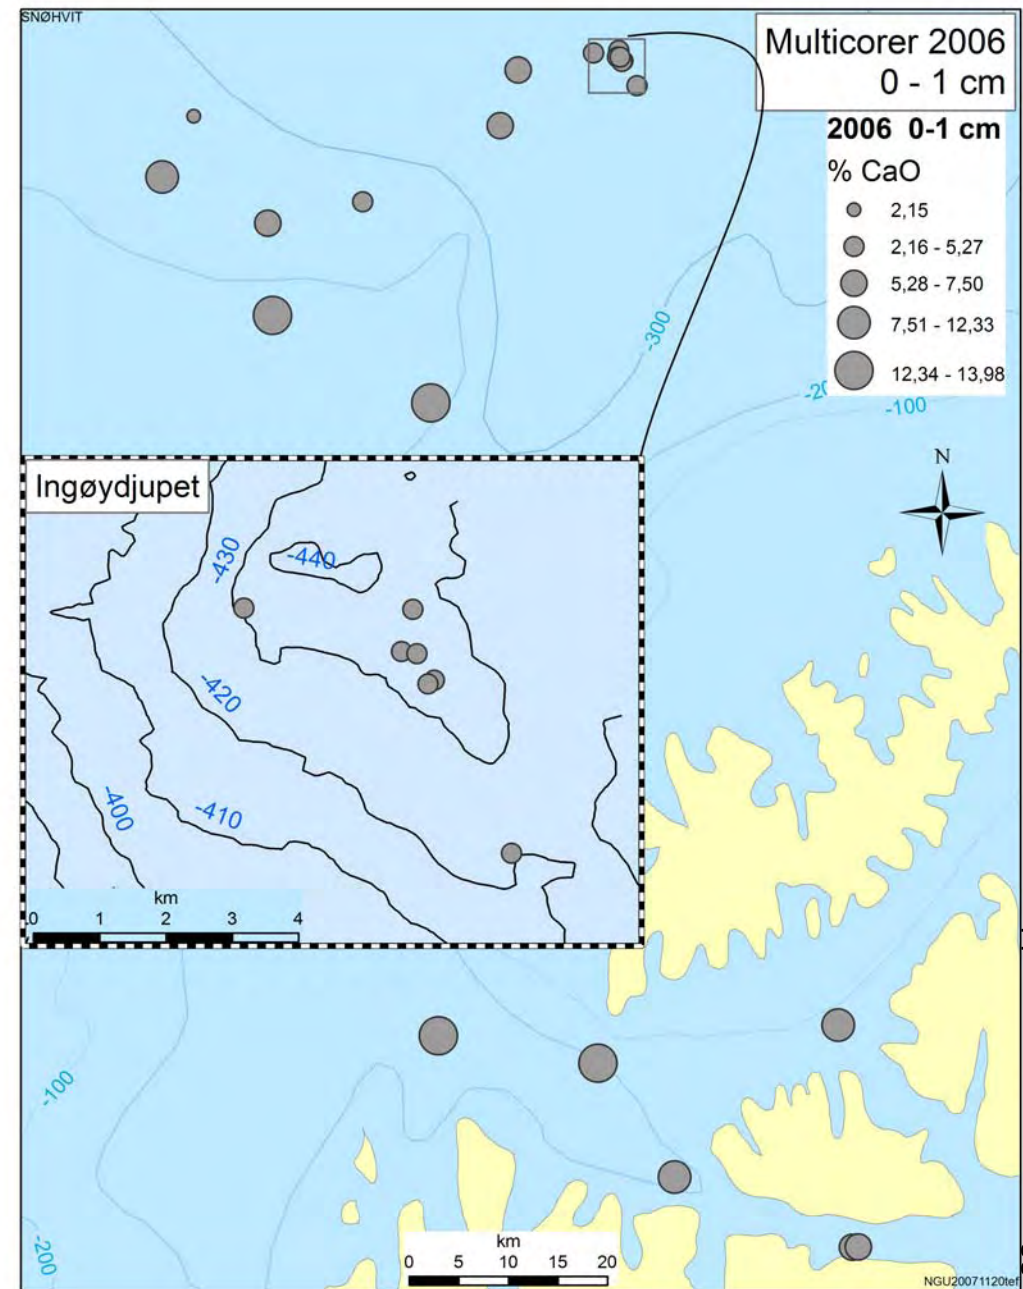 SNØHVIT
Multicorer 2006
0 - 1 cm
2006 0-1 cm
% CaO
2,15
2,16 - 5,27
5,28 - 7,50
7,51 - 12,33
12,34 - 13,98
-300
-100
N
Ingøydjupet
-430
-440
-420
-410
-400
km
0 1 2 3 4
-100
-200
km
0 5 10 15 20
NGU20071120tef